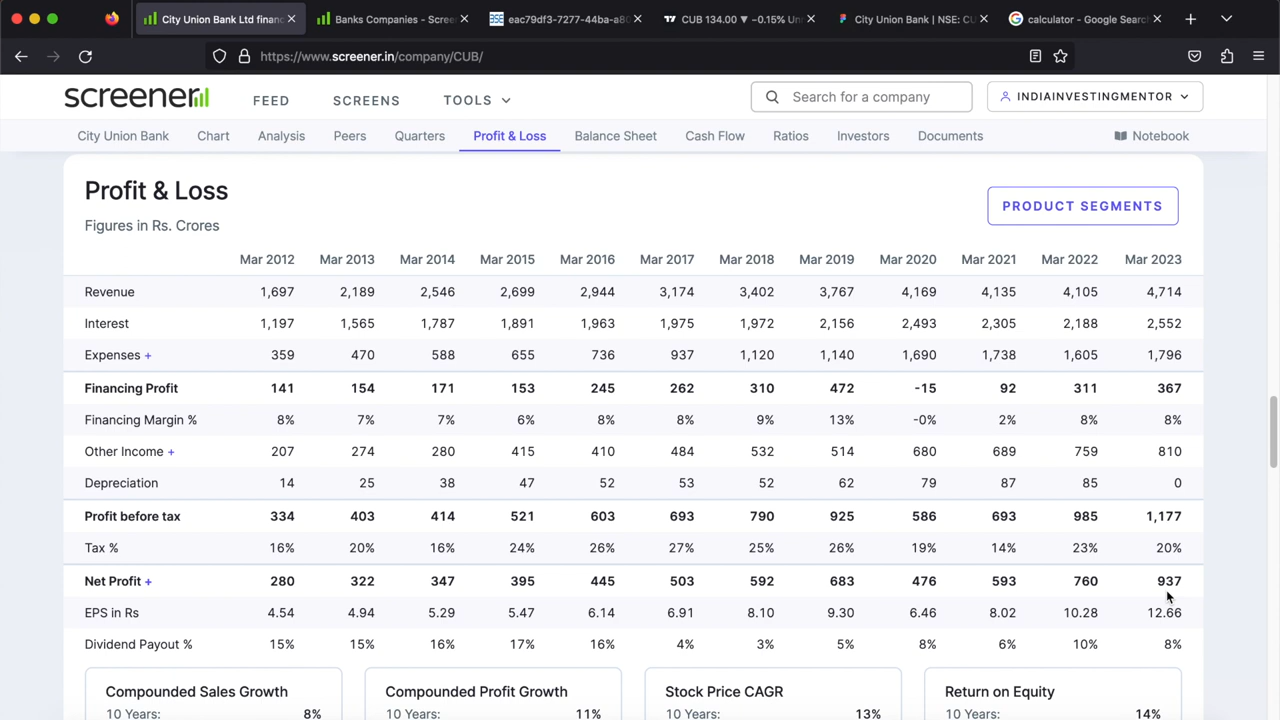 City Union Bank Ltd finan
Banks Companies - Scree
eac79df3-7277-44ba-a8
CUB 134.00 ▼ −0.15% Un
City Union Bank | NSE: CU
calculator - Google Searc
https://www.screener.in/company/CUB/
screener
FEED
SCREENS
TOOLS
Search for a company
INDIAINVESTINGMENTOR
City Union Bank
Chart
Analysis
Peers
Quarters
Profit & Loss
Balance Sheet
Cash Flow
Ratios
Investors
Documents
Notebook
Profit & Loss
PRODUCT SEGMENTS
Figures in Rs. Crores
Mar 2012 Mar 2013 Mar 2014 Mar 2015 Mar 2016 Mar 2017 Mar 2018 Mar 2019 Mar 2020 Mar 2021 Mar 2022 Mar 2023
Revenue 1,697 2,189 2,546 2,699 2,944 3,174 3,402 3,767 4,169 4,135 4,105 4,714
Interest 1,197 1,565 1,787 1,891 1,963 1,975 1,972 2,156 2,493 2,305 2,188 2,552
Expenses + 359 470 588 655 736 937 1,120 1,140 1,690 1,738 1,605 1,796
Financing Profit 141 154 171 153 245 262 310 472 -15 92 311 367
Financing Margin % 8% 7% 7% 6% 8% 8% 9% 13% -0% 2% 8% 8%
Other Income + 207 274 280 415 410 484 532 514 680 689 759 810
Depreciation 14 25 38 47 52 53 52 62 79 87 85 0
Profit before tax 334 403 414 521 603 693 790 925 586 693 985 1,177
Tax % 16% 20% 16% 24% 26% 27% 25% 26% 19% 14% 23% 20%
Net Profit + 280 322 347 395 445 503 592 683 476 593 760 937
EPS in Rs 4.54 4.94 5.29 5.47 6.14 6.91 8.10 9.30 6.46 8.02 10.28 12.66
Dividend Payout % 15% 15% 16% 17% 16% 4% 3% 5% 8% 6% 10% 8%
Compounded Sales Growth
10 Years: 8%
Compounded Profit Growth
10 Years: 11%
Stock Price CAGR
10 Years: 13%
Return on Equity
10 Years: 14%